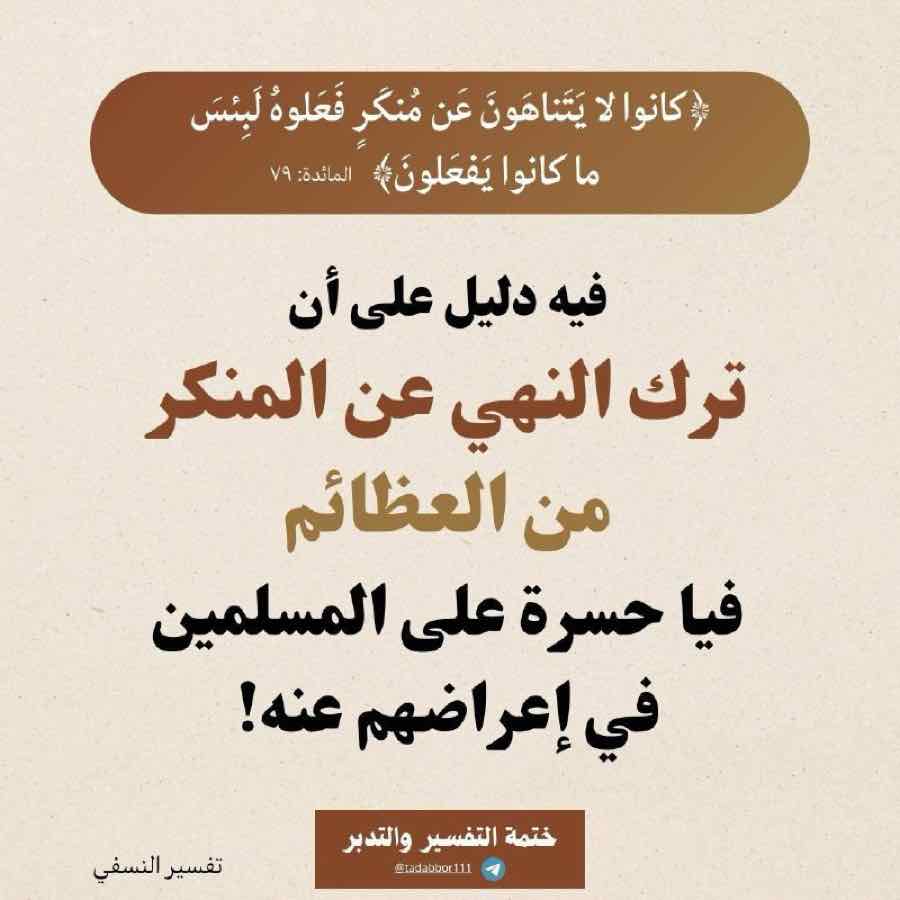 ﴿كانوا لا يَتَناهَونَ عَن مُنكَرٍ فَعَلوهُ لَبِئسَ
ما كانوا يَفعَلونَ﴾ المائدة: ٧٩
فيه دليل على أن
ترك النهي عن المنكر
من العظائم
فيا حسرة على المسلمين
في إعراضهم عنه!
ختمة التفسير والتدبر
@tadabbor111
تفسير النسفي